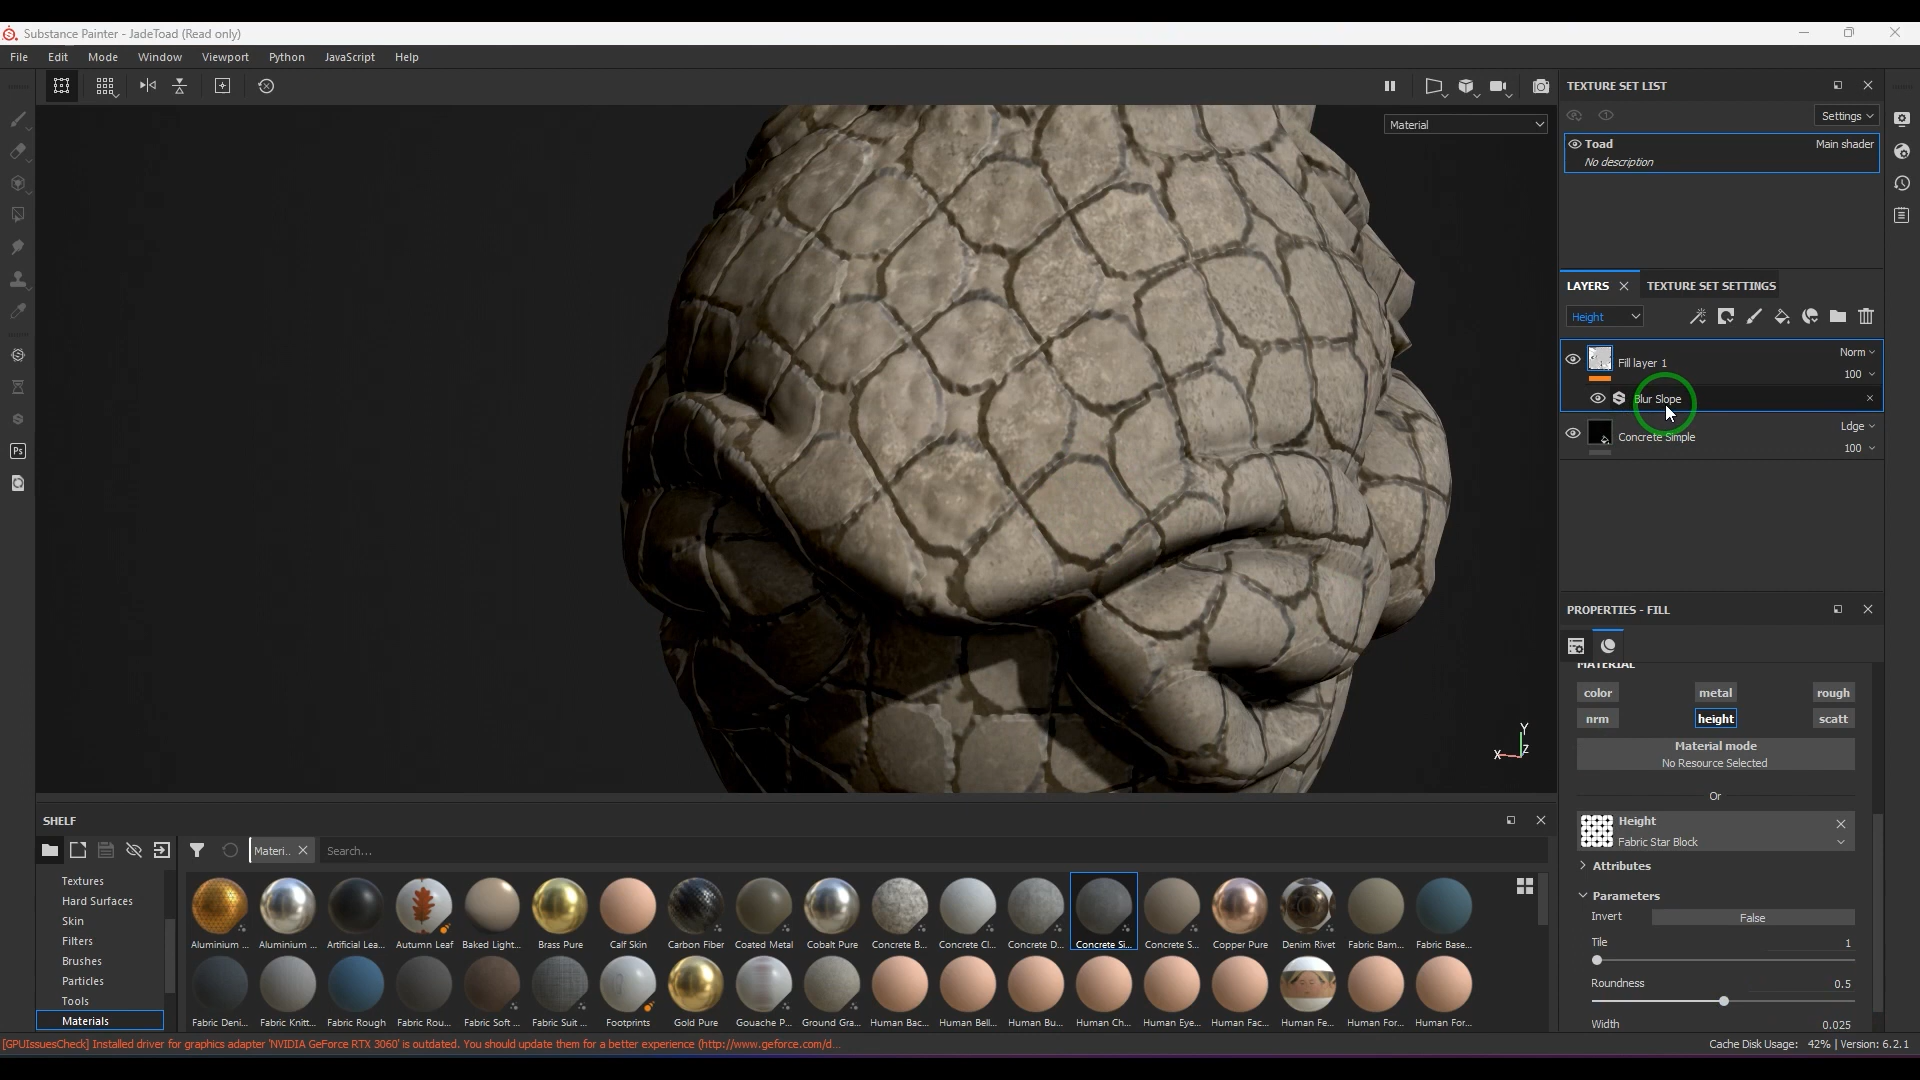 Substance Painter - JadeToad (Read only)
File Edit Mode Window Viewport Python JavaScript Help
Material
TEXTURE SET LIST
Settings
Toad Main shader
No description
LAYERS TEXTURE SET SETTINGS
Height
Fill layer 1 Norm
100
Blur Slope
Concrete Simple Ldge
100
PROPERTIES - FILL
MATERIAL
color metal rough
nrm height scatt
Material mode
No Resource Selected
Or
Height
Fabric Star Block
Attributes
Parameters
Invert False
Tile 1
Roundness 0.5
Width 0.025
X Y Z
Ps
SHELF
Materi.. Search...
Textures
Hard Surfaces
Skin
Filters
Brushes
Particles
Tools
Materials
Aluminium ... Aluminium ... Artificial Lea... Autumn Leaf Baked Light... Brass Pure Calf Skin Carbon Fiber Coated Metal Cobalt Pure Concrete B... Concrete Cl... Concrete D... Concrete Si... Concrete S... Copper Pure Denim Rivet Fabric Bam... Fabric Base...
Fabric Deni... Fabric Knitt... Fabric Rough Fabric Rou... Fabric Soft ... Fabric Suit ... Footprints Gold Pure Gouache P... Ground Gra... Human Bac... Human Bell... Human Bu... Human Ch... Human Eye... Human Fac... Human Fe... Human For... Human For...
[GPUIssuesCheck] Installed driver for graphics adapter 'NVIDIA GeForce RTX 3060' is outdated. You should update them for a better experience (http://www.geforce.com/d...
Cache Disk Usage: 42% | Version: 6.2.1